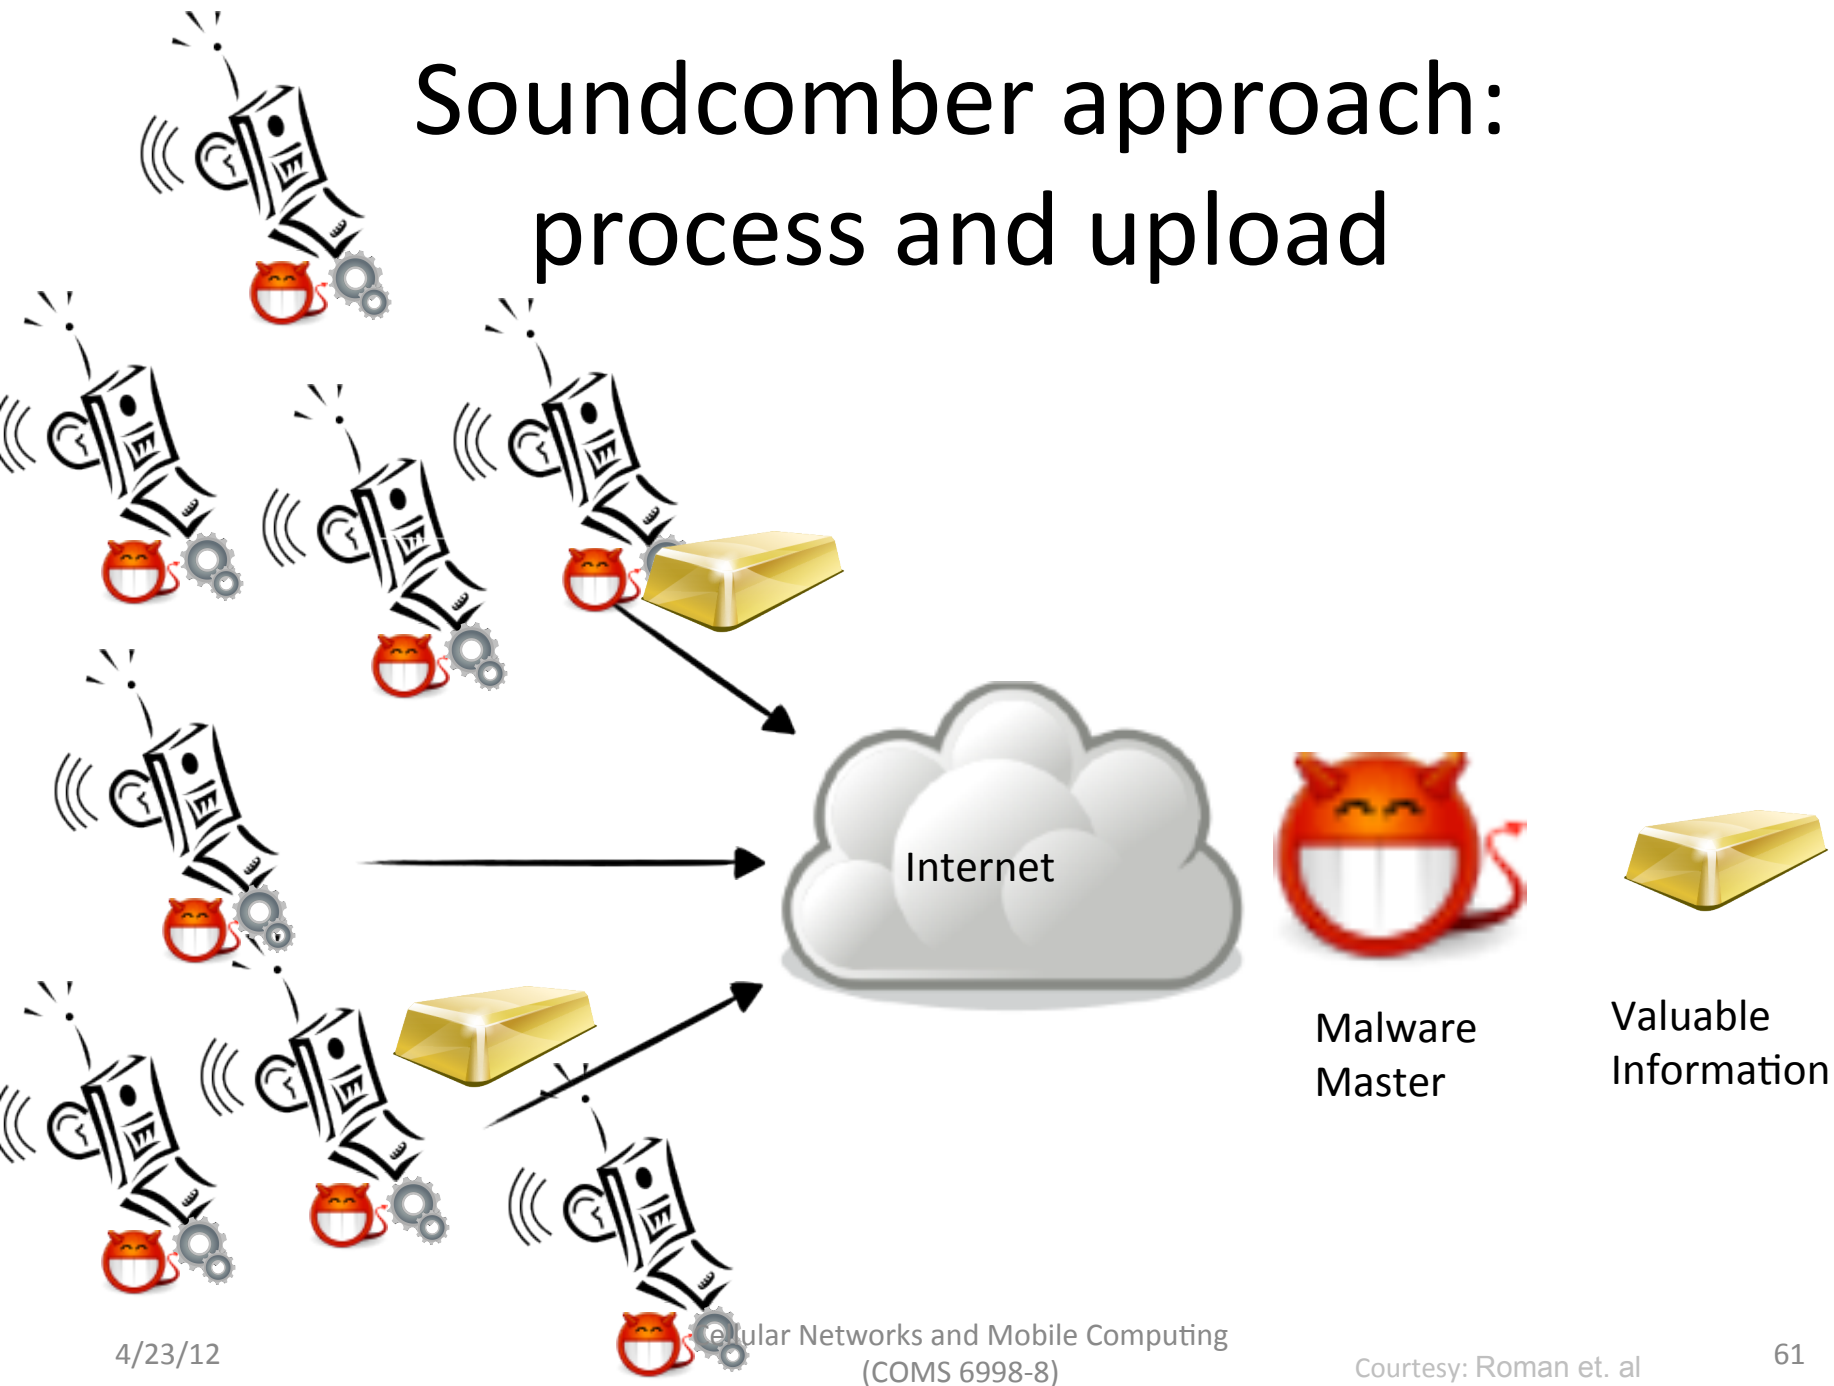 Soundcomber approach:
process and upload
Internet
Malware
Master
Valuable
Information
4/23/12
Cellular Networks and Mobile Computing
(COMS 6998-8)
Courtesy: Roman et. al
61